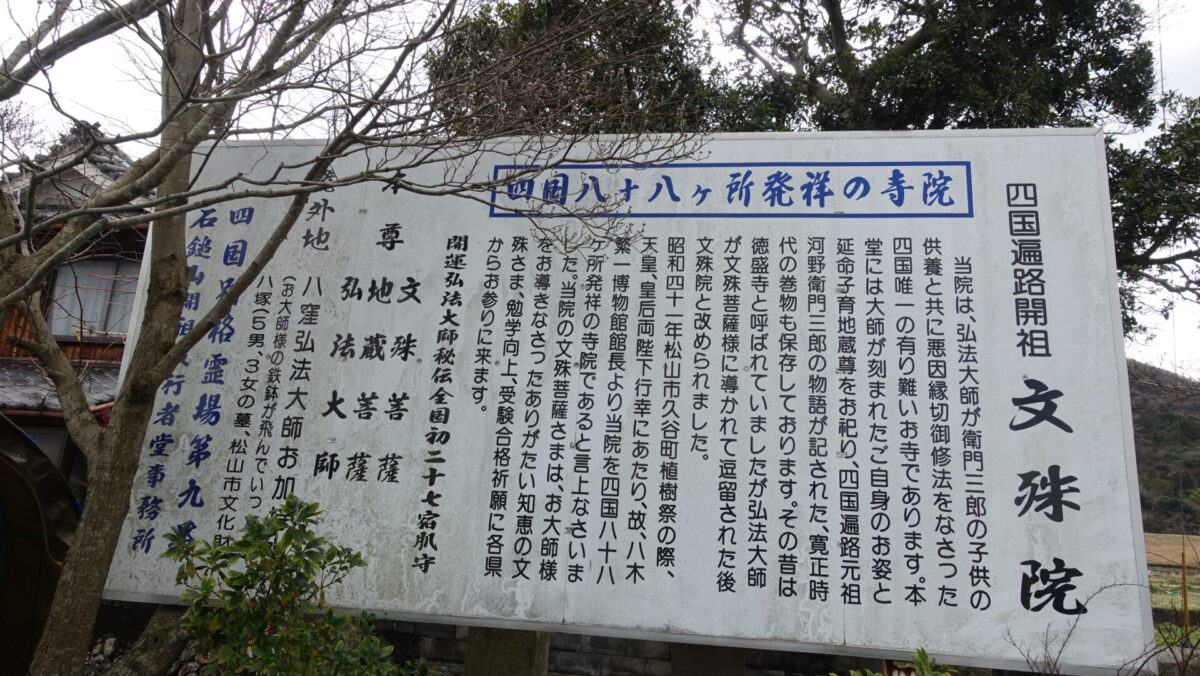 四国八十八ヶ所発祥の寺院
四国遍路開祖 文殊院
当院は、弘法大師が衛門三郎の子供の
供養と共に悪因縁切御修法をなさった
四国唯一の有り難いお寺であります。本
堂には大師が刻まれたご自身のお姿と
延命子育地蔵尊をお祀り、四国遍路元祖
河野衛門三郎の物語が記された、寛正時
代の巻物も保存しております。その昔は
徳盛寺と呼ばれていましたが弘法大師
が文殊菩薩様に導かれて逗留された後
文殊院と改められました。
昭和四十一年松山市久谷町植樹祭の際、
天皇、皇后両陛下行幸にあたり、故、八木
繁一博物館館長より当院を四国八十八
ヶ所発祥の寺院であると言上なさいま
した。当院の文殊菩薩さまは、お大師様
をお導きなさったありがたい知恵の文
殊さま、勉学向上、受験合格祈願に各県
からお参りに来ます。
開運弘法大師秘伝全国初二十七宿肌守
本尊 文殊菩薩
地蔵菩薩
弘法大師
外地 八窪弘法大師お加
(お大師様の鉄鉢が飛んでいっ
八塚(5男、3女の墓、松山市文化財
四国別格霊場第九
石鎚山開祖役行者堂事務所